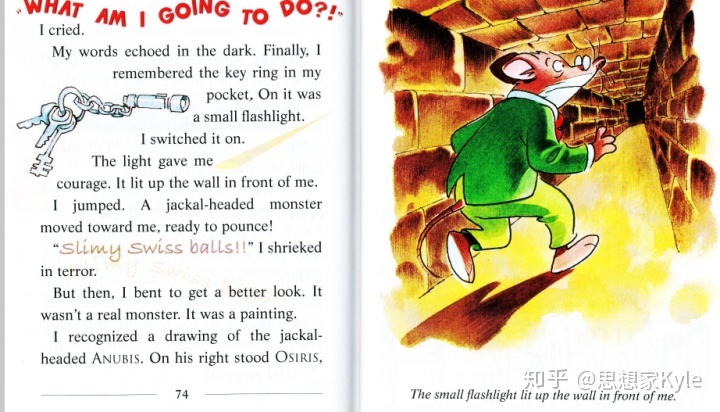 "WHAT AM I GOING TO DO?!"
I cried.
My words echoed in the dark. Finally, I
remembered the key ring in my
pocket. On it was
a small flashlight.
I switched it on.
The light gave me
courage. It lit up the wall in front of me.
I jumped. A jackal-headed monster
moved toward me, ready to pounce!
"Slimy Swiss balls!!" I shrieked
in terror.
But then, I bent to get a better look. It
wasn't a real monster. It was a painting.
I recognized a drawing of the jackal-
headed ANUBIS. On his right stood OSIRIS,
74
The small flashlight lit up the wall in front of me.
知乎 @思想家Kyle